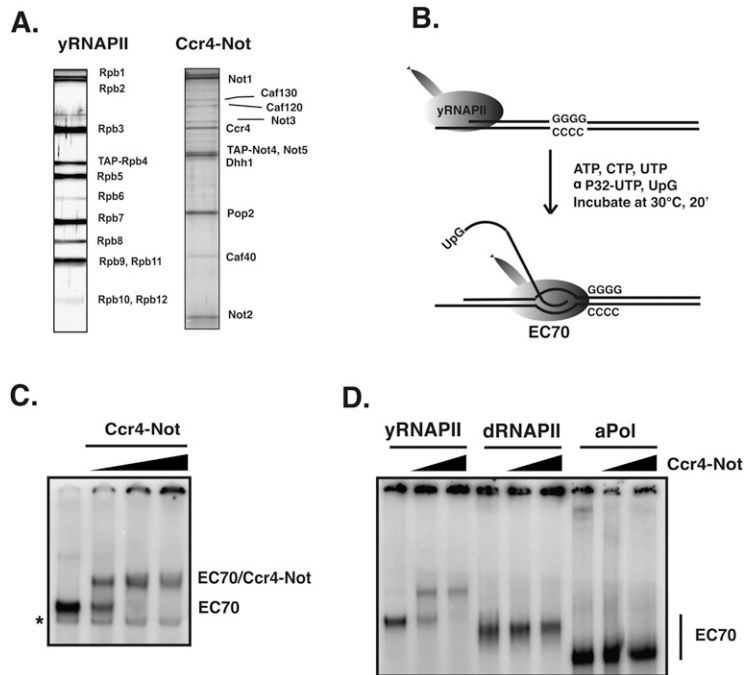 A.
yRNAPII
Ccr4-Not
Rpb1
Rpb2
Rpb3
TAP-Rpb4
Rpb5
Rpb6
Rpb7
Rpb8
Rpb9, Rpb11
Rpb10, Rpb12
Not1
Caf130
Caf120
Not3
Ccr4
TAP-Not4, Not5
Dhh1
Pop2
Caf40
Not2
B.
yRNAPII
GGGG
CCCC
ATP, CTP, UTP
α P32-UTP, UpG
Incubate at 30°C, 20'
UpG
GGGG
CCCC
EC70
C.
Ccr4-Not
EC70/Ccr4-Not
EC70
*
D.
yRNAPII dRNAPII aPol
Ccr4-Not
EC70